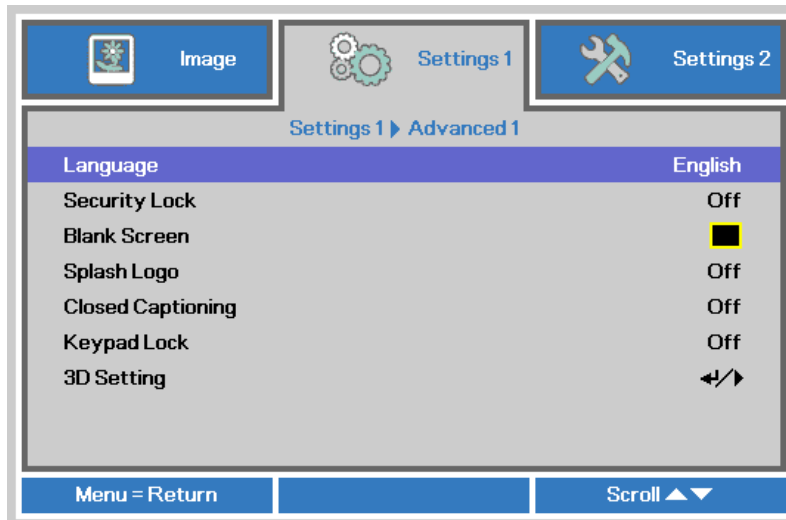 Image
Settings 1
Settings 2
Settings 1 Advanced 1
Language English
Security Lock Off
Blank Screen
Splash Logo Off
Closed Captioning Off
Keypad Lock Off
3D Setting
Menu = Return
Scroll